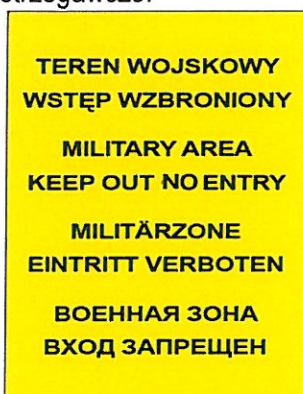 TEREN WOJSKOWY
WSTĘP WZBRONIONY
MILITARY AREA
KEEP OUT NO ENTRY
MILITÄRZONE
EINTRITT VERBOTEN
ВОЕННАЯ ЗОНА
ВХОД ЗАПРЕЩЕН